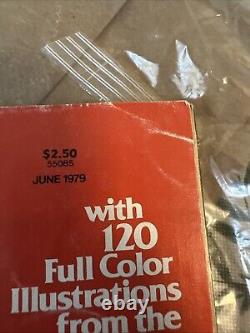 $2.50
55085
JUNE 1979
with
120
Full Color
Illustrations
from the